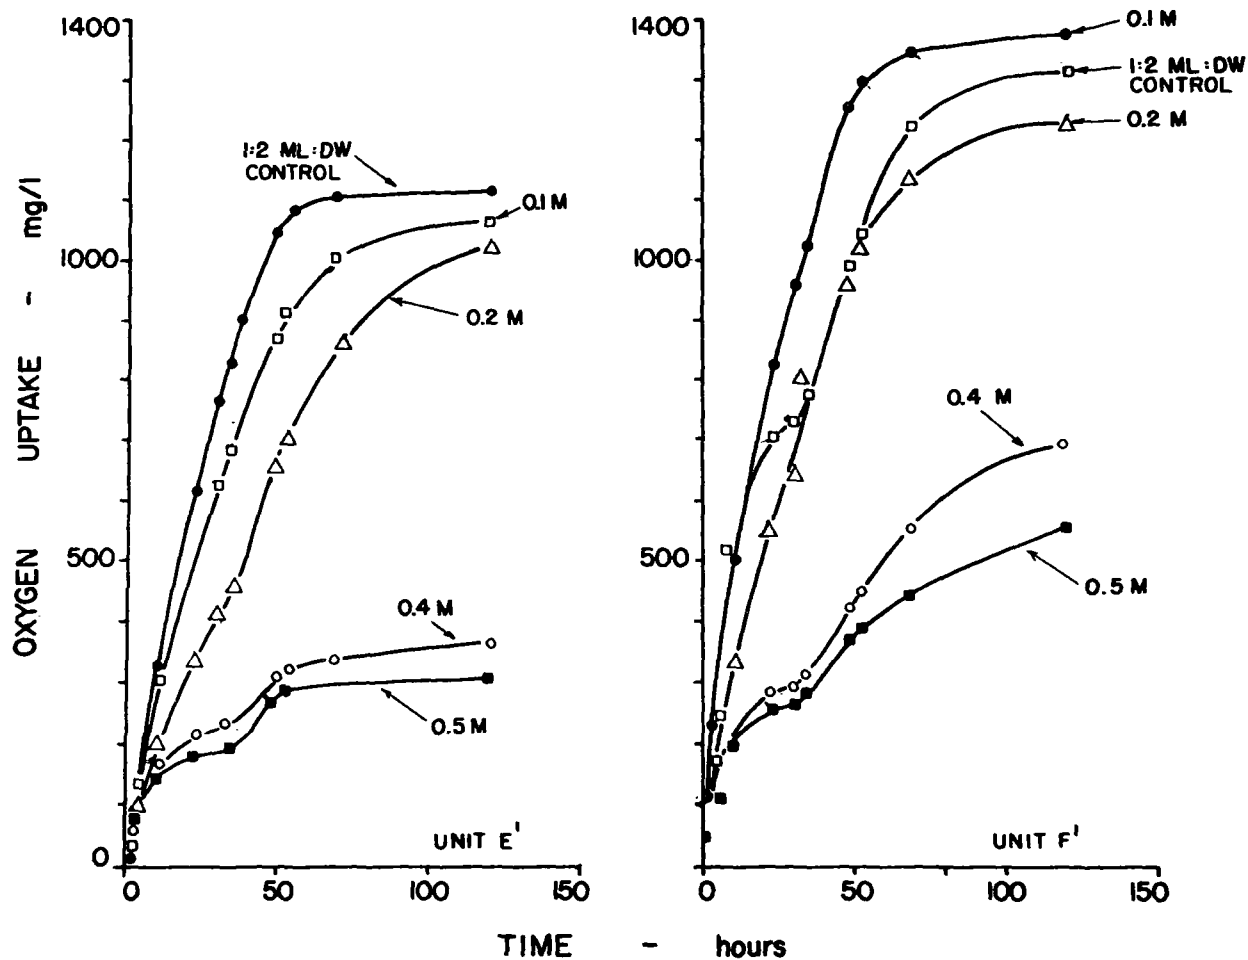 1400
1:2 ML:DW
CONTROL
0.1 M
1000
0.2 M
500
0.4 M
0.5 M
UNIT E'
0
0 50 100 150
1400
0.1 M
1:2 ML:DW
CONTROL
0.2 M
1000
0.4 M
500
0.5 M
UNIT F'
0 50 100 150
OXYGEN UPTAKE - mg/l
TIME - hours